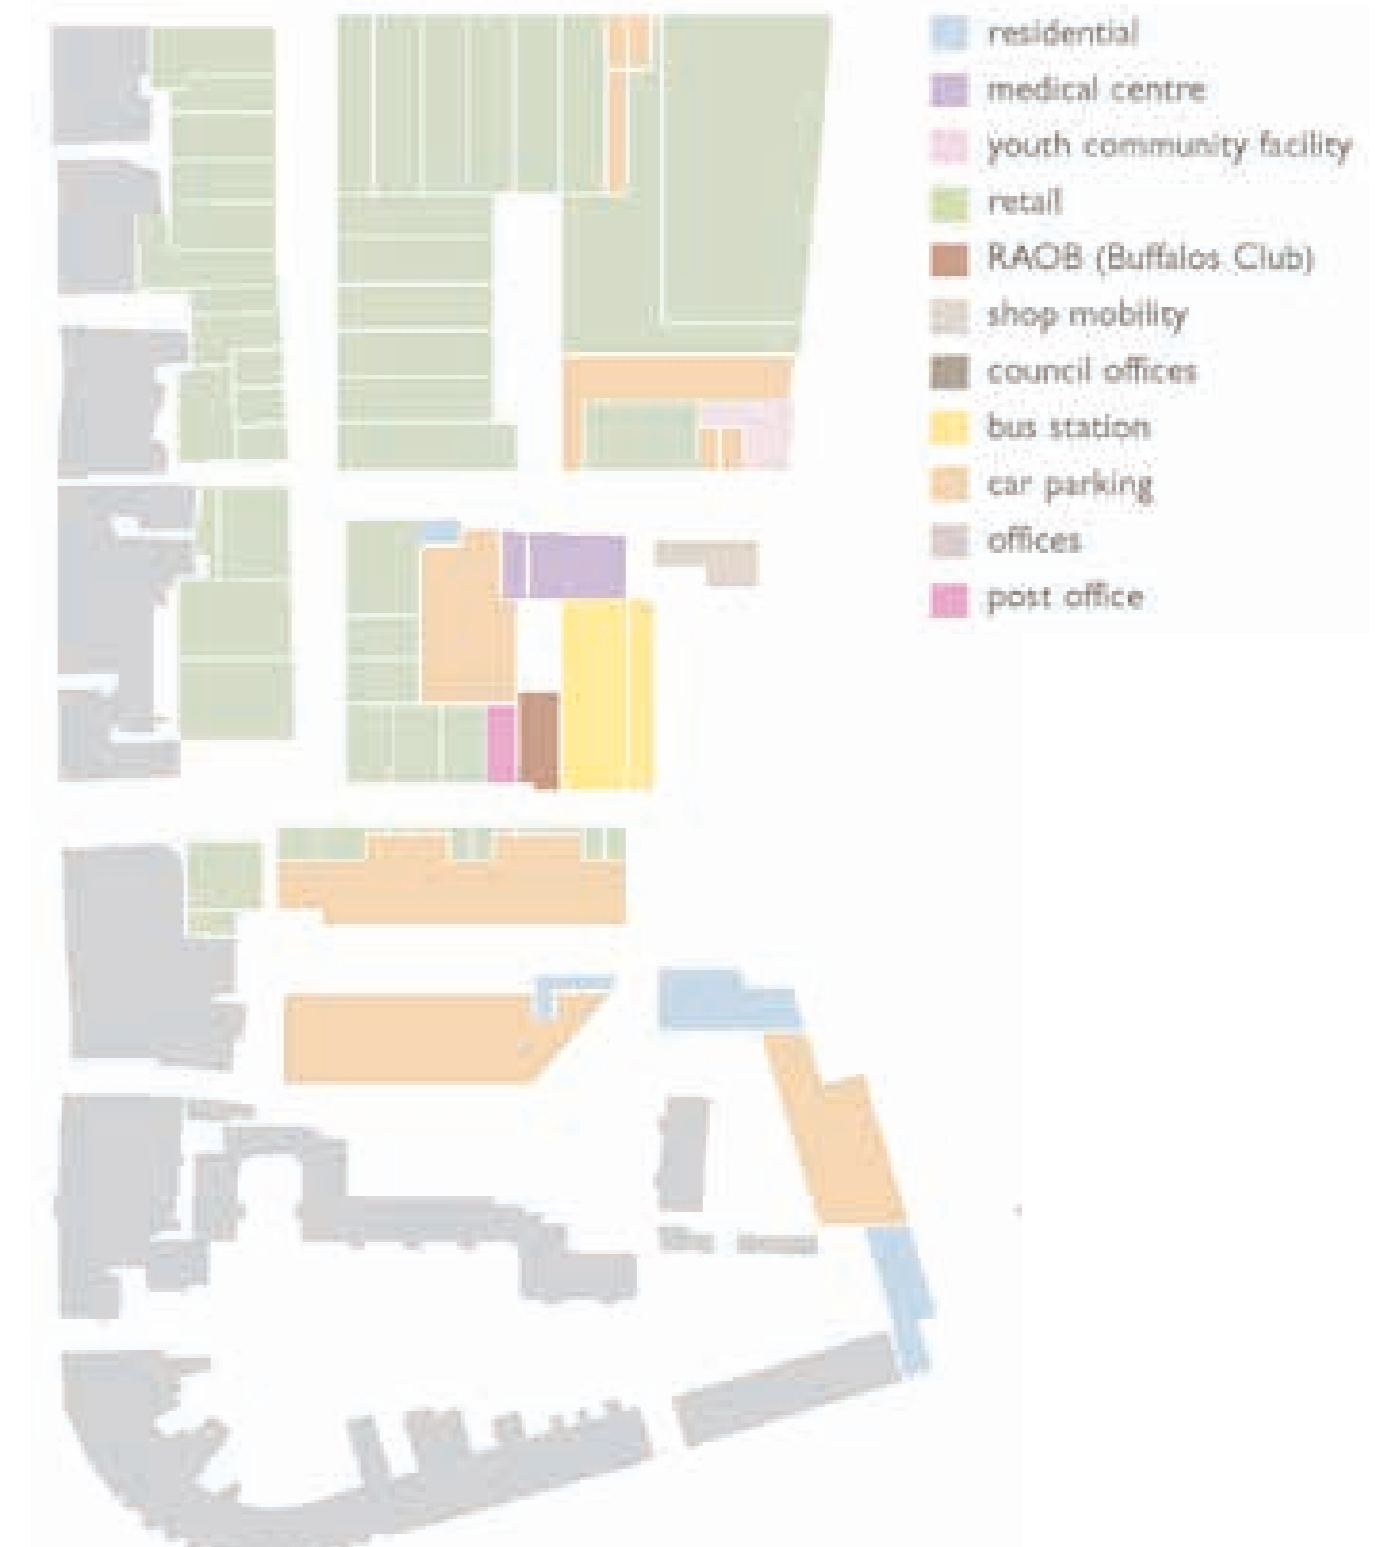 residential
medical centre
youth community facility
retail
RAOB (Buffalos Club)
shop mobility
council offices
bus station
car parking
offices
post office